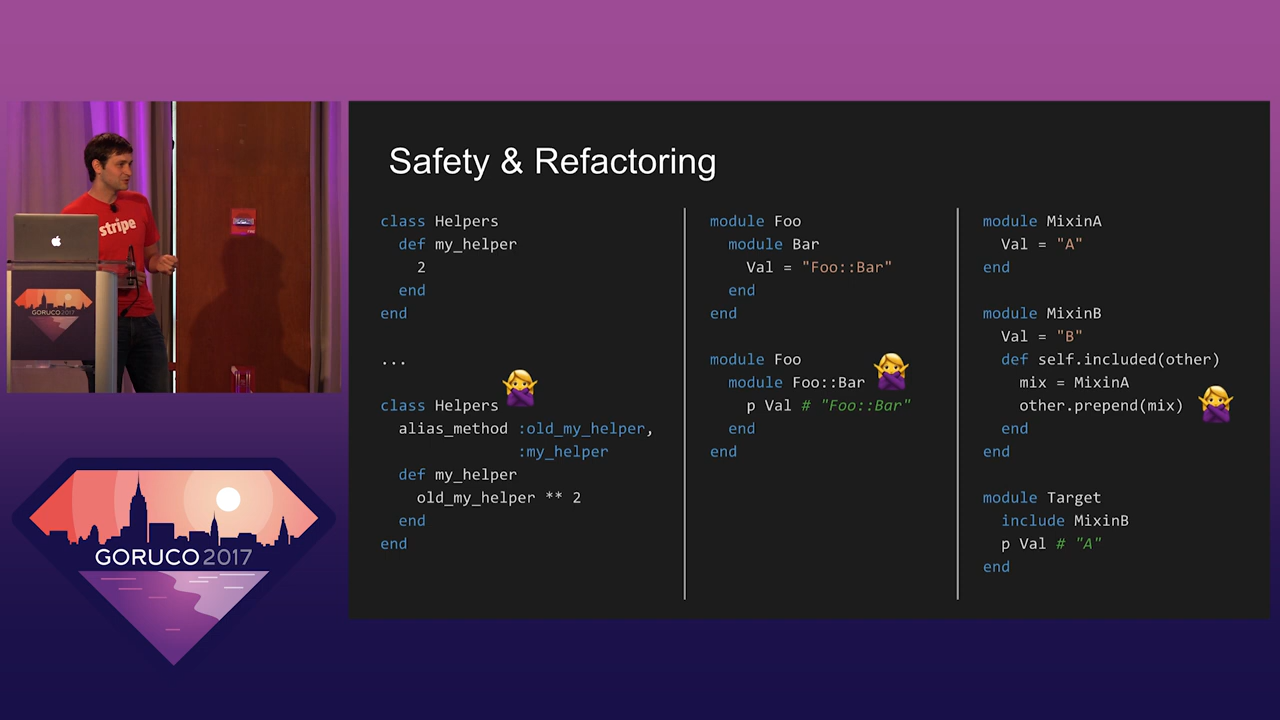 Safety & Refactoring
class Helpers
  def my_helper
    2
  end
end
...
class Helpers
  alias_method :old_my_helper,
               :my_helper
  def my_helper
    old_my_helper ** 2
  end
end
module Foo
  module Bar
    Val = "Foo::Bar"
  end
end
module Foo
  module Foo::Bar
    p Val # "Foo::Bar"
  end
end
module MixinA
  Val = "A"
end
module MixinB
  Val = "B"
  def self.included(other)
    mix = MixinA
    other.prepend(mix)
  end
end
module Target
  include MixinB
  p Val # "A"
end
stripe
GORUCO 2017
GORUCO 2017